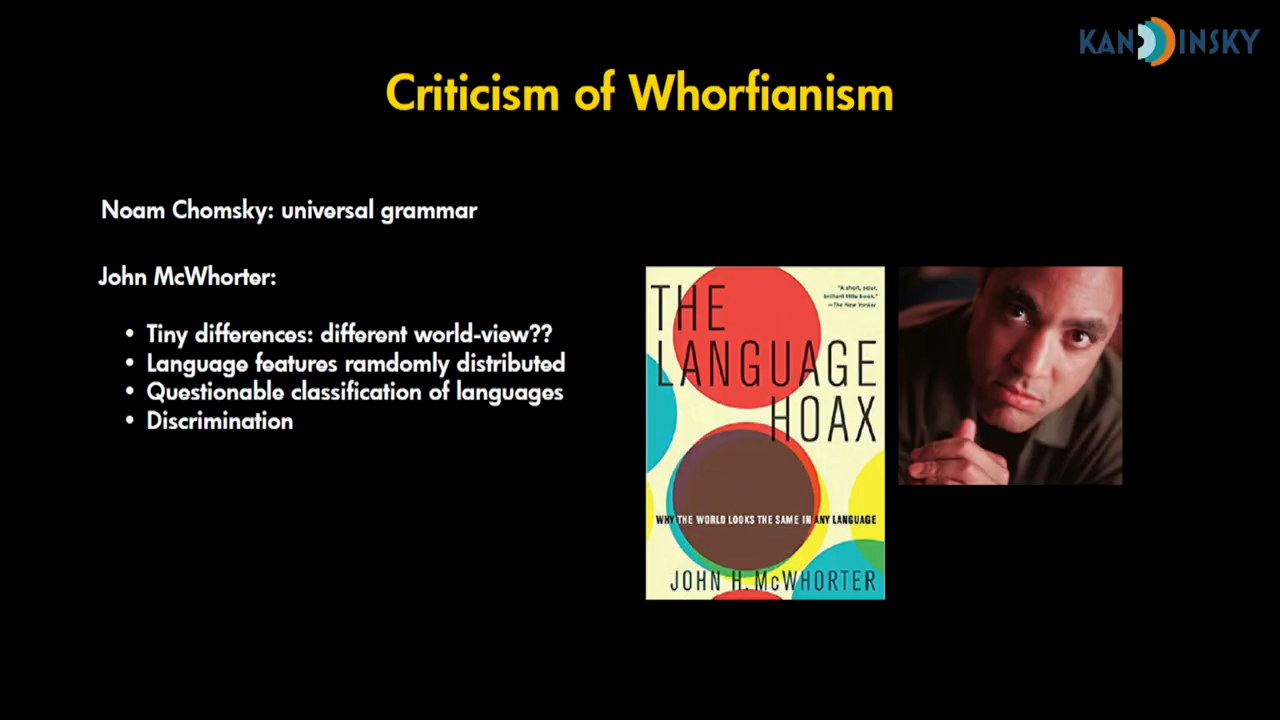 KANDINSKY
Criticism of Whorfianism
Noam Chomsky: universal grammar
John McWhorter:
• Tiny differences: different world-view??
• Language features ramdomly distributed
• Questionable classification of languages
• Discrimination
THE
LANGUAGE
HOAX
"A short, opinionated,
brilliant little book."
—The New Yorker
WHY THE WORLD LOOKS THE SAME IN ANY LANGUAGE
JOHN H. McWHORTER